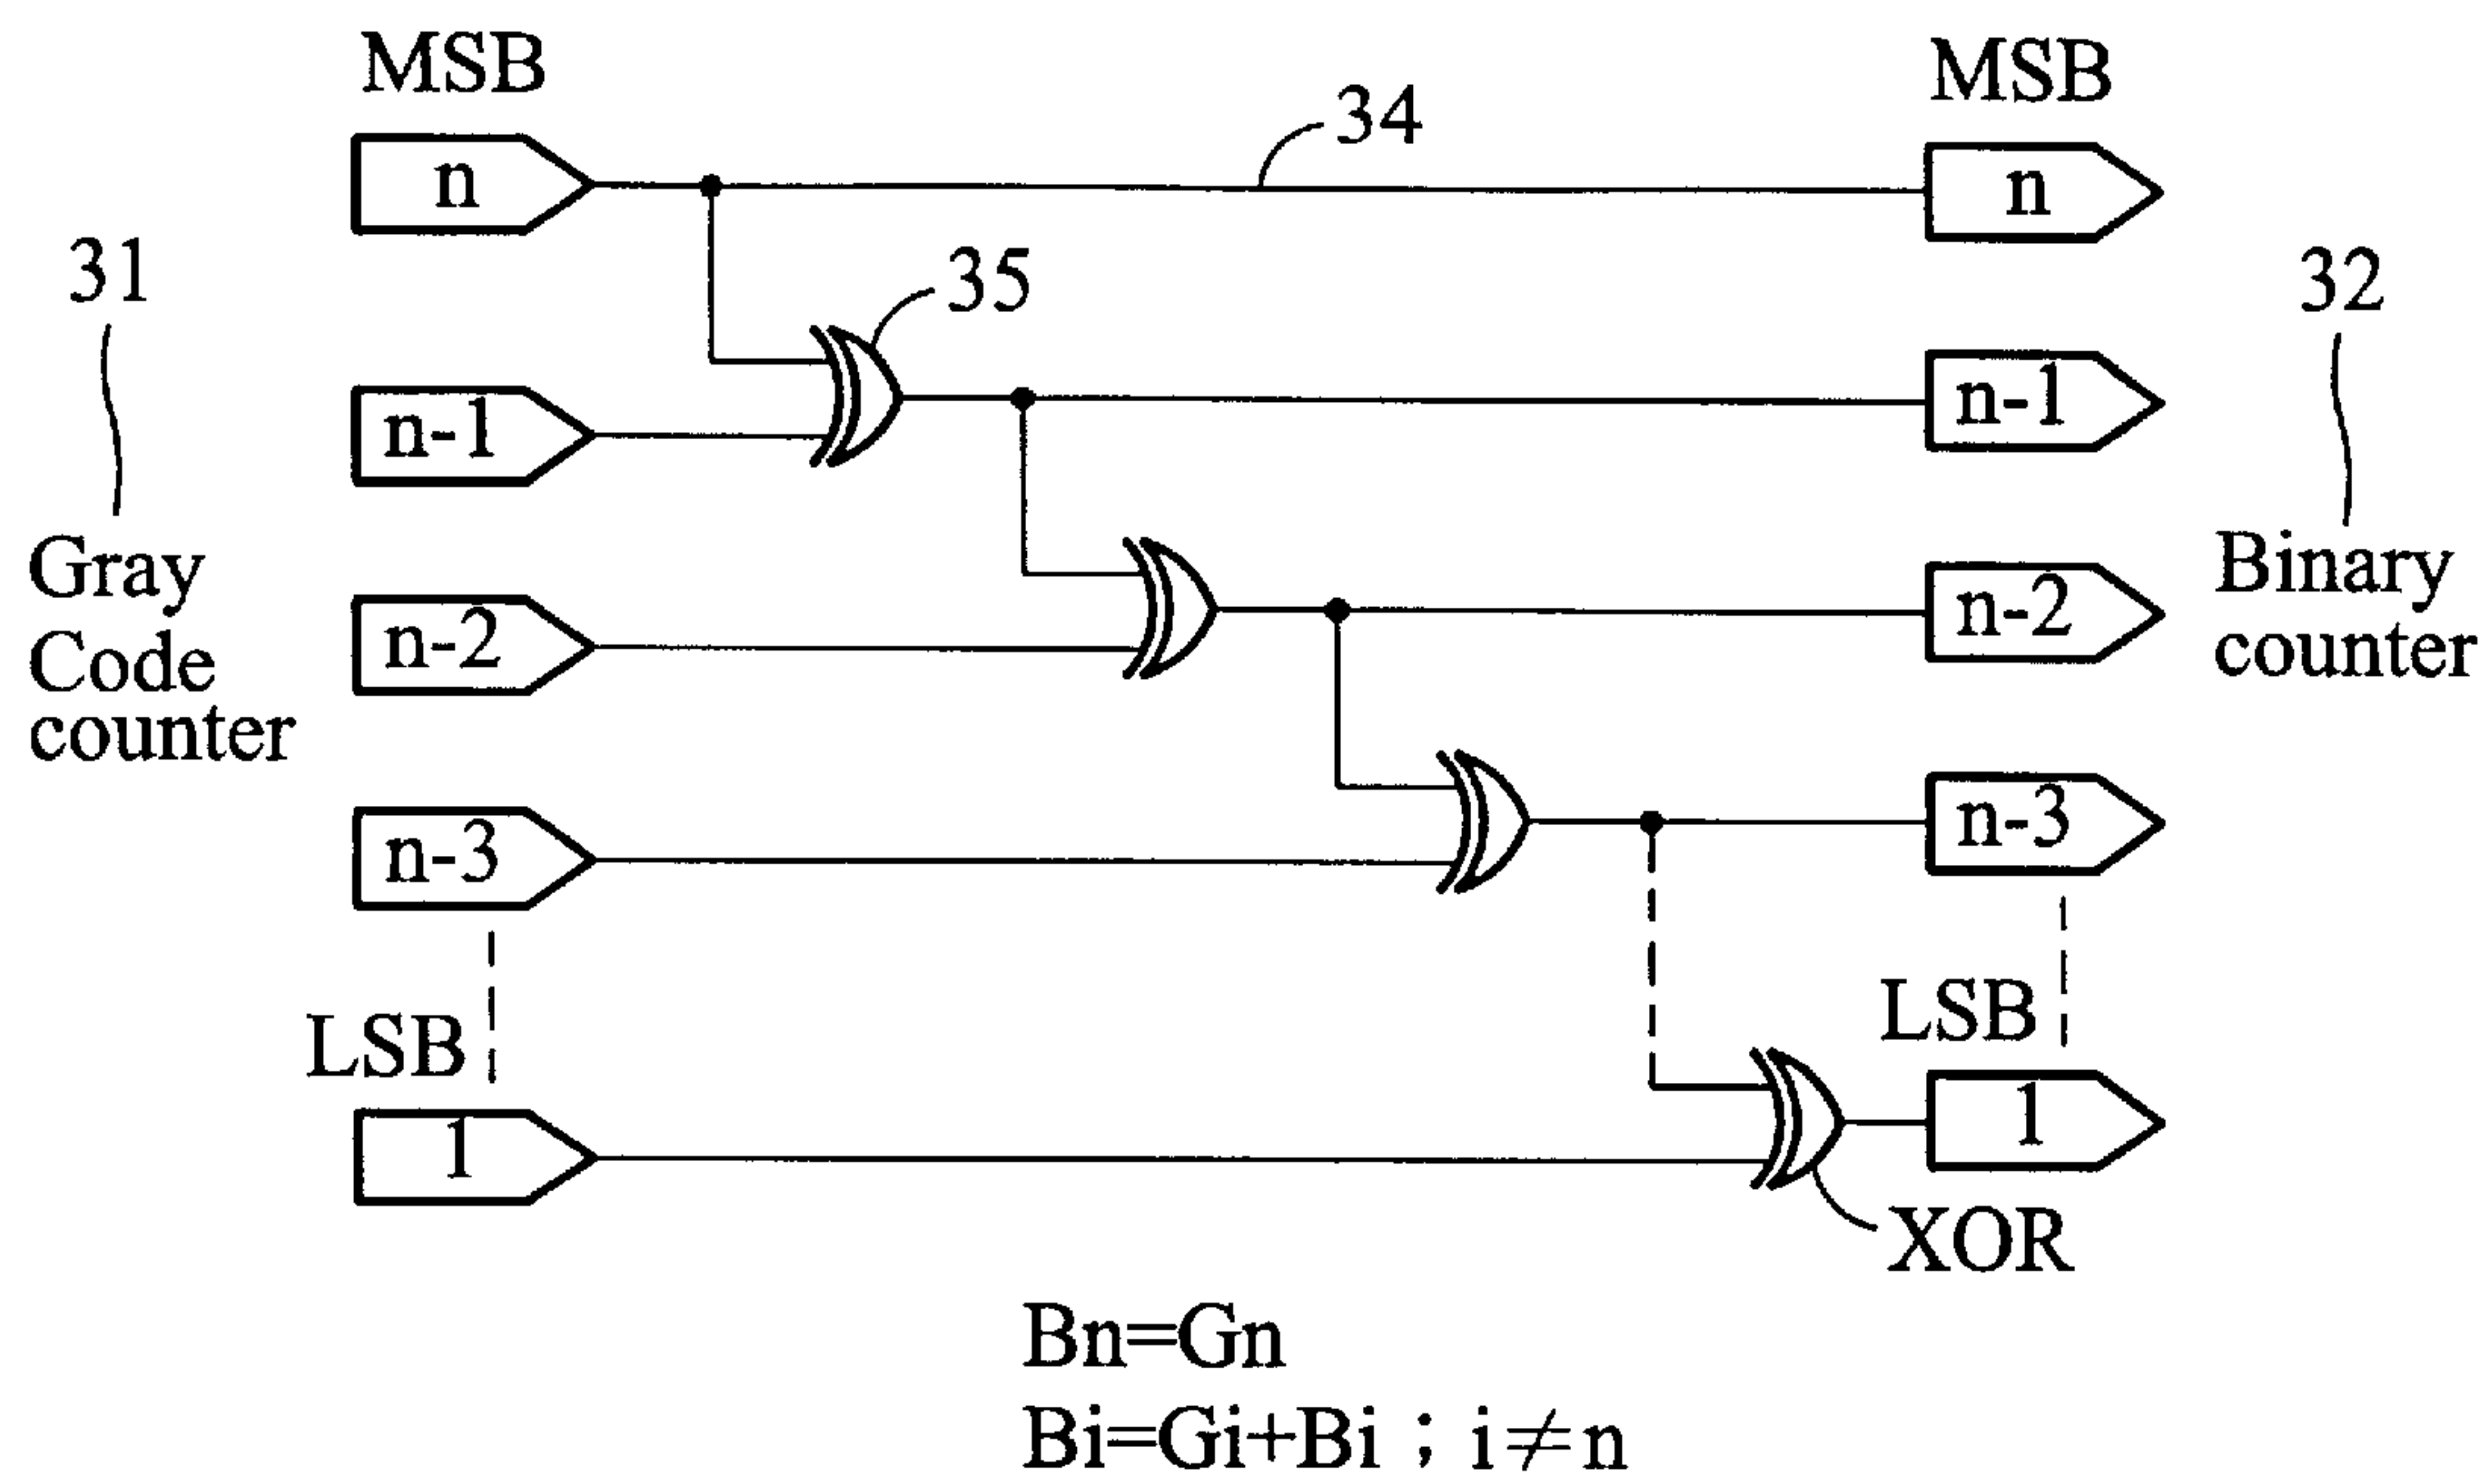 MSB
MSB
n
34
n
31
35
32
n-1
n-1
Gray
Code
counter
Binary
counter
n-2
n-2
n-3
n-3
LSB
LSB
1
1
XOR
Bn=Gn
Bi=Gi+Bi ; i≠n